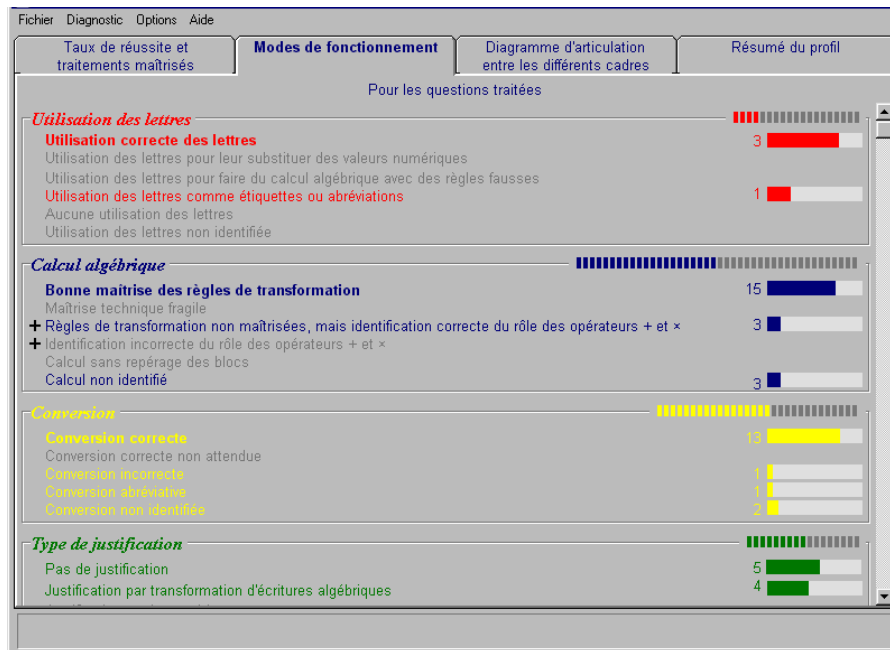 Fichier Diagnostic Options Aide
Taux de réussite et traitements maîtrisés
Modes de fonctionnement
Diagramme d'articulation entre les différents cadres
Résumé du profil
Pour les questions traitées
Utilisation des lettres
Utilisation correcte des lettres 3
Utilisation des lettres pour leur substituer des valeurs numériques
Utilisation des lettres pour faire du calcul algébrique avec des règles fausses
Utilisation des lettres comme étiquettes ou abréviations 1
Aucune utilisation des lettres
Utilisation des lettres non identifiée
Calcul algébrique
Bonne maîtrise des règles de transformation 15
Maîtrise technique fragile
+ Règles de transformation non maîtrisées, mais identification correcte du rôle des opérateurs + et × 3
+ Identification incorrecte du rôle des opérateurs + et ×
Calcul sans repérage des blocs
Calcul non identifié 3
Conversion
Conversion correcte 13
Conversion correcte non attendue
Conversion incorrecte 1
Conversion abréviative 1
Conversion non identifiée 2
Type de justification
Pas de justification 5
Justification par transformation d'écritures algébriques 4